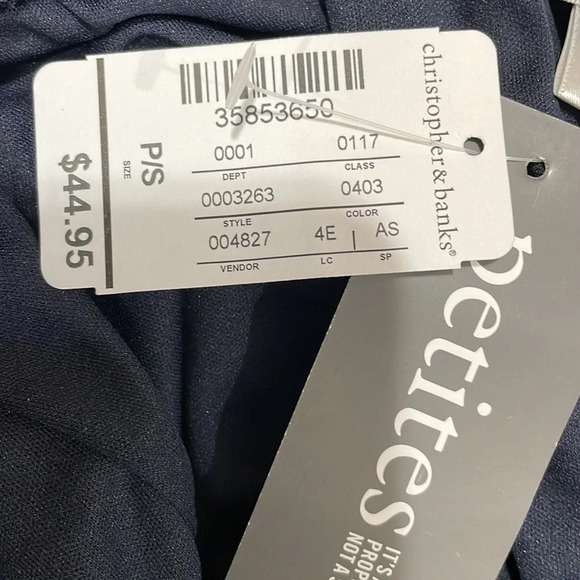 christopher&banks®
35853650
0001 0117
DEPT CLASS
0003263 0403
STYLE COLOR
004827 4E | AS
VENDOR LC SP
P/S
SIZE
$44.95
petites
IT'S
PROP
NOT A